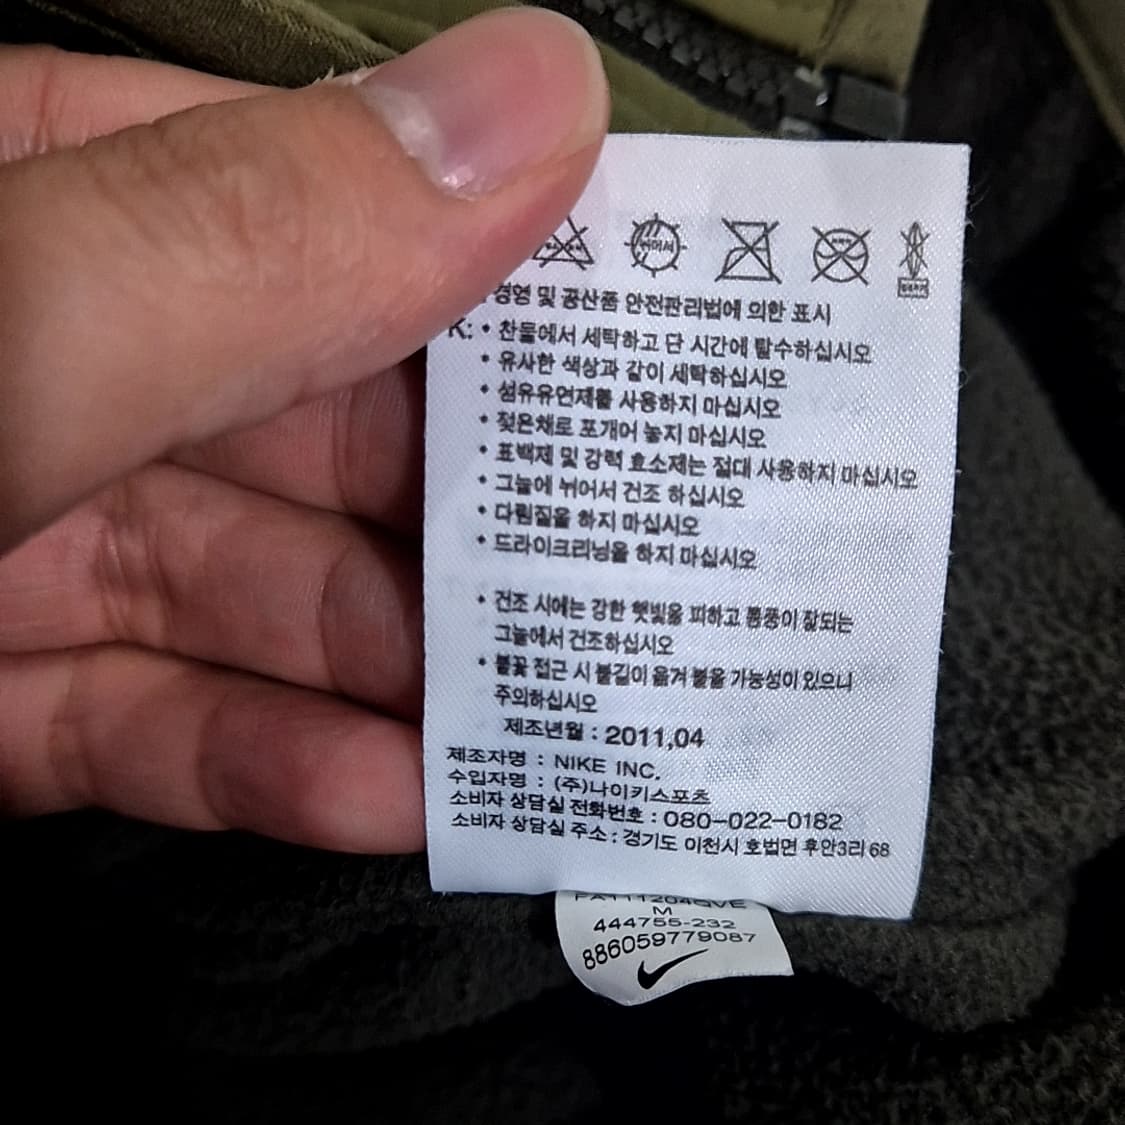 뉘어서
경영 및 공산품 안전관리법에 의한 표시
K: • 찬물에서 세탁하고 단 시간에 탈수하십시오
• 유사한 색상과 같이 세탁하십시오
• 섬유유연제를 사용하지 마십시오
• 젖은채로 포개어 놓지 마십시오
• 표백제 및 강력 효소제는 절대 사용하지 마십시오
• 그늘에 뉘어서 건조 하십시오
• 다림질을 하지 마십시오
• 드라이크리닝을 하지 마십시오
• 건조 시에는 강한 햇빛을 피하고 통풍이 잘되는
그늘에서 건조하십시오
• 불꽃 접근 시 불길이 옮겨 붙을 가능성이 있으니
주의하십시오
제조년월 : 2011,04
제조자명 : NIKE INC.
수입자명 : (주)나이키스포츠
소비자 상담실 전화번호 : 080-022-0182
소비자 상담실 주소 : 경기도 이천시 호법면 후안3리 68
M
444755-232
886059779087